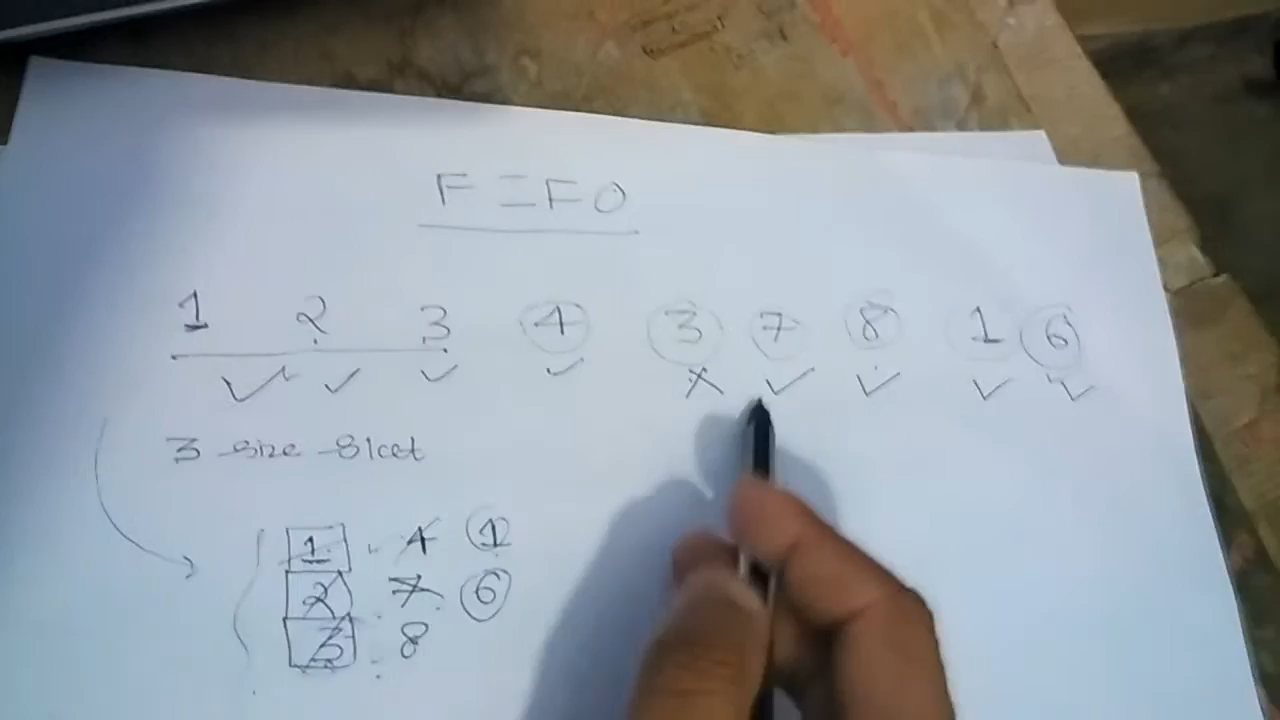 FIFO
1 2 3 4 3 7 8 1 6
✓ ✓ ✓ ✓ ✗ ✓ ✓ ✓ ✓
3 size slot
1 4 1
2 7 6
3 8